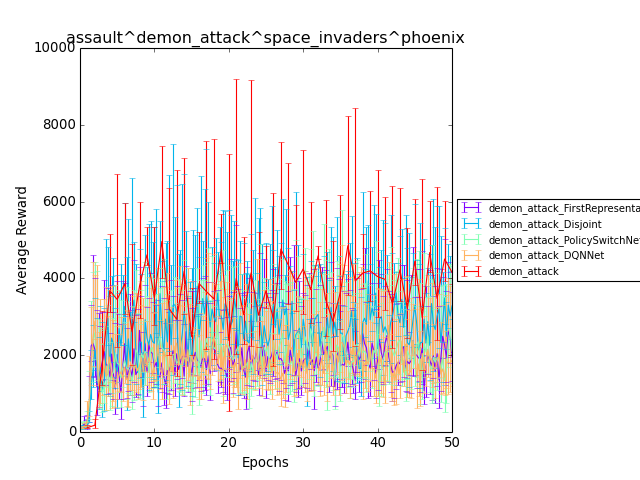 assault^demon_attack^space_invaders^phoenix
10000
8000
6000
4000
2000
0
Average Reward
0 10 20 30 40 50
Epochs
demon_attack_FirstRepresenta
demon_attack_Disjoint
demon_attack_PolicySwitchNet
demon_attack_DQNNet
demon_attack